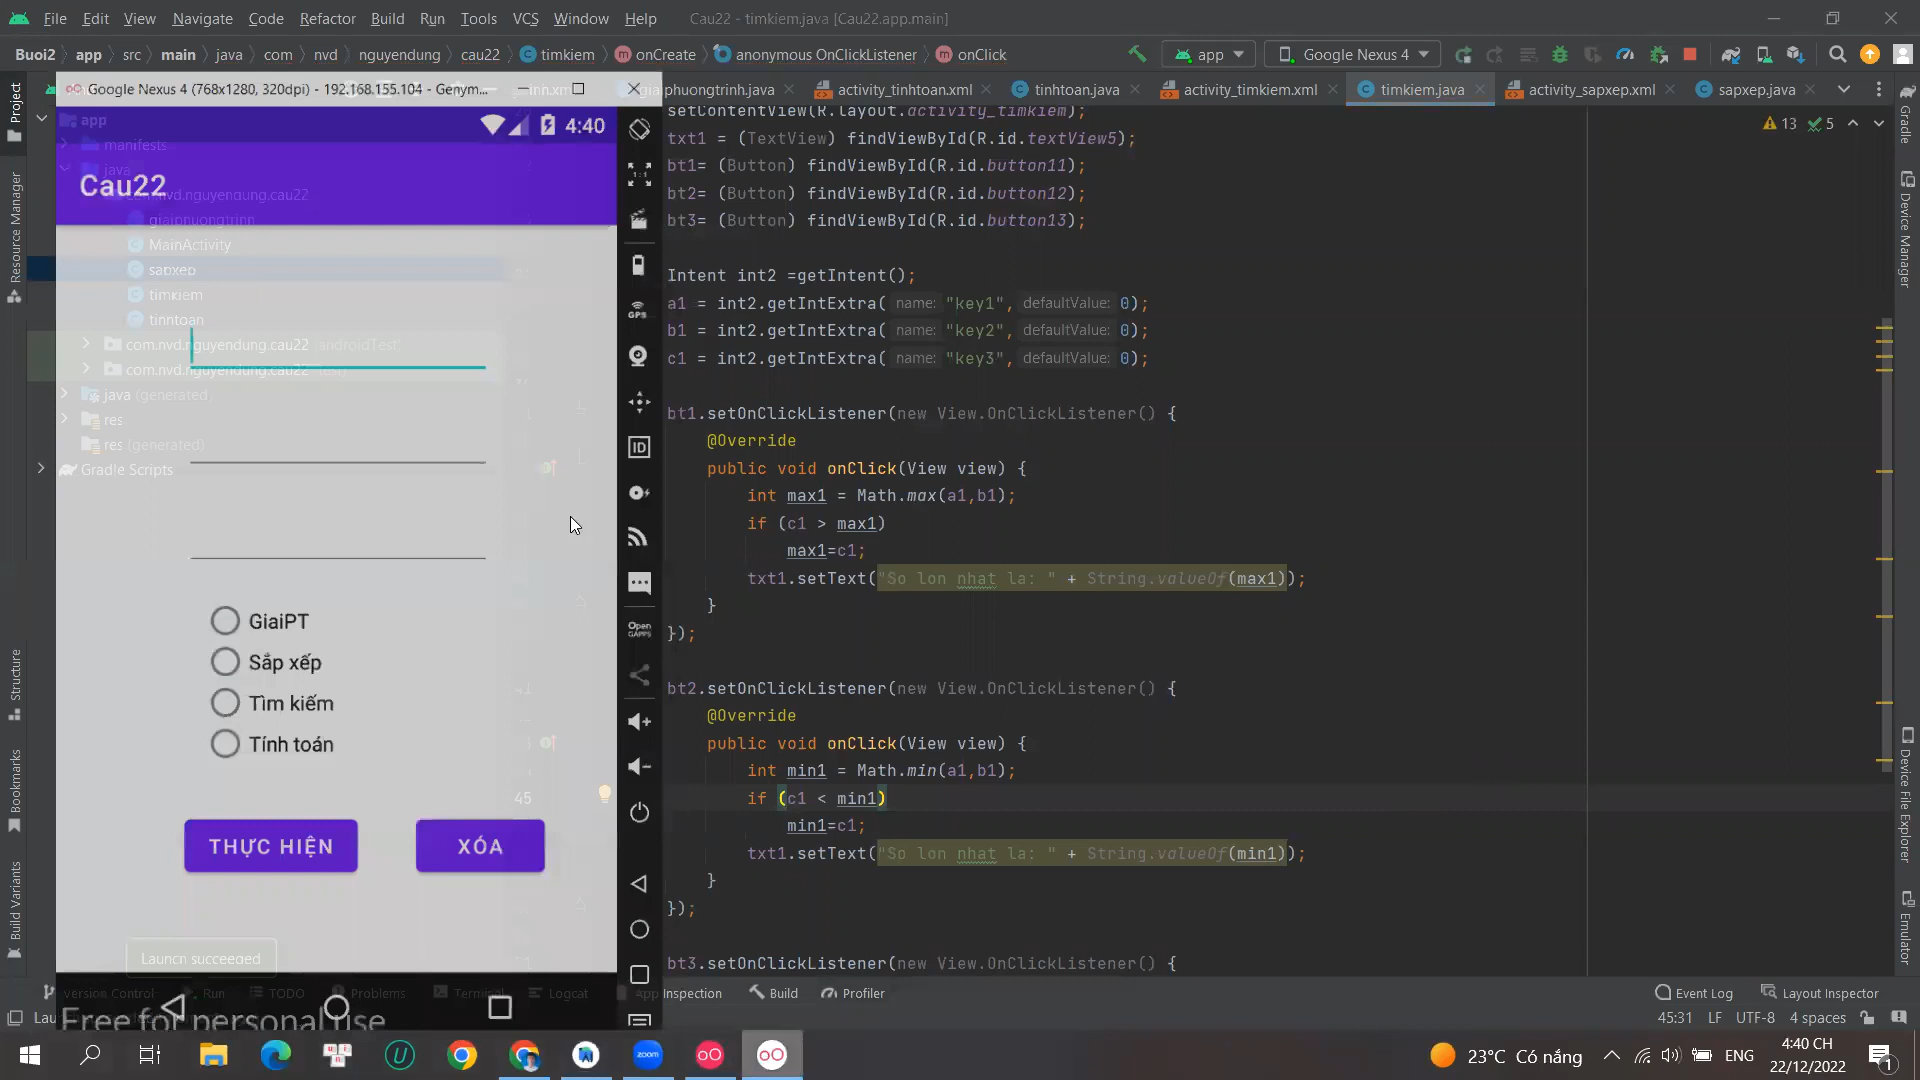 File Edit View Navigate Code Refactor Build Run Tools VCS Window Help Cau22 - timkiem.java [Cau22.app.main]
Buoi2 app src main java com nvd nguyendung cau22 timkiem onCreate anonymous OnClickListener onClick app Google Nexus 4
Google Nexus 4 (768x1280, 320dpi) - 192.168.155.104 - Genym...
giaiphuongtrinh.java activity_tinhtoan.xml tinhtoan.java activity_timkiem.xml timkiem.java activity_sapxep.xml sapxep.java
13 5
4:40
Cau22
app
manifests
java
com.nvd.nguyendung.cau22
giaiphuongtrinh
MainActivity
sapxep
timkiem
tinhtoan
com.nvd.nguyendung.cau22 (androidTest)
com.nvd.nguyendung.cau22 (test)
java (generated)
res
res (generated)
Gradle Scripts
GiaiPT
Sắp xếp
Tìm kiếm
Tính toán
THỰC HIỆN
XÓA
Launch succeeded
Free for personal use
1:1
GPS
ID
Open GAPPS
setContentView(R.layout.activity_timkiem);
txt1 = (TextView) findViewById(R.id.textView5);
bt1= (Button) findViewById(R.id.button11);
bt2= (Button) findViewById(R.id.button12);
bt3= (Button) findViewById(R.id.button13);
Intent int2 =getIntent();
a1 = int2.getIntExtra( name: "key1", defaultValue: 0);
b1 = int2.getIntExtra( name: "key2", defaultValue: 0);
c1 = int2.getIntExtra( name: "key3", defaultValue: 0);
bt1.setOnClickListener(new View.OnClickListener() {
@Override
public void onClick(View view) {
int max1 = Math.max(a1,b1);
if (c1 > max1)
max1=c1;
txt1.setText("So lon nhat la: " + String.valueOf(max1));
}
});
bt2.setOnClickListener(new View.OnClickListener() {
@Override
public void onClick(View view) {
int min1 = Math.min(a1,b1);
45 if (c1 < min1)
min1=c1;
txt1.setText("So lon nhat la: " + String.valueOf(min1));
}
});
bt3.setOnClickListener(new View.OnClickListener() {
Project
Resource Manager
Structure
Bookmarks
Build Variants
Gradle
Device Manager
Device File Explorer
Emulator
Version Control Run TODO Problems Terminal Logcat App Inspection Build Profiler Event Log Layout Inspector
45:31 LF UTF-8 4 spaces
zoom
23°C Có nắng ENG 4:40 CH
22/12/2022
1